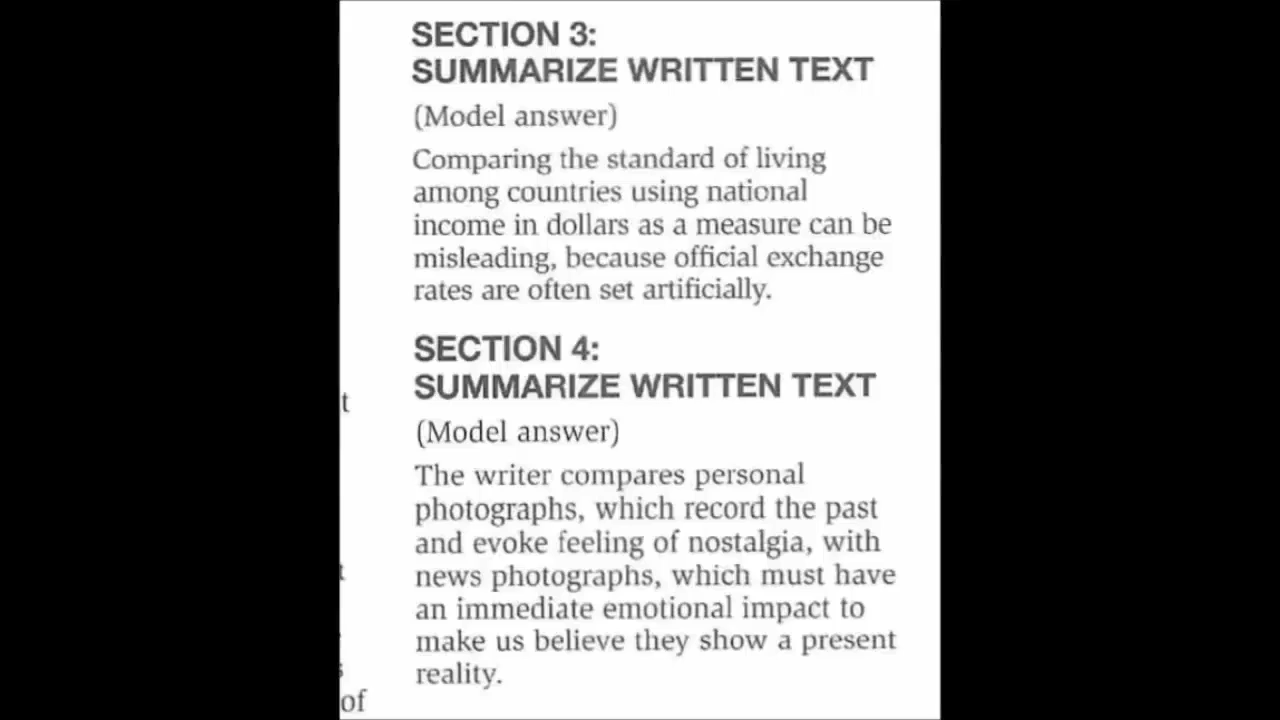 SECTION 3:
SUMMARIZE WRITTEN TEXT
(Model answer)
Comparing the standard of living
among countries using national
income in dollars as a measure can be
misleading, because official exchange
rates are often set artificially.
SECTION 4:
SUMMARIZE WRITTEN TEXT
(Model answer)
The writer compares personal
photographs, which record the past
and evoke feeling of nostalgia, with
news photographs, which must have
an immediate emotional impact to
make us believe they show a present
reality.
t
t
of